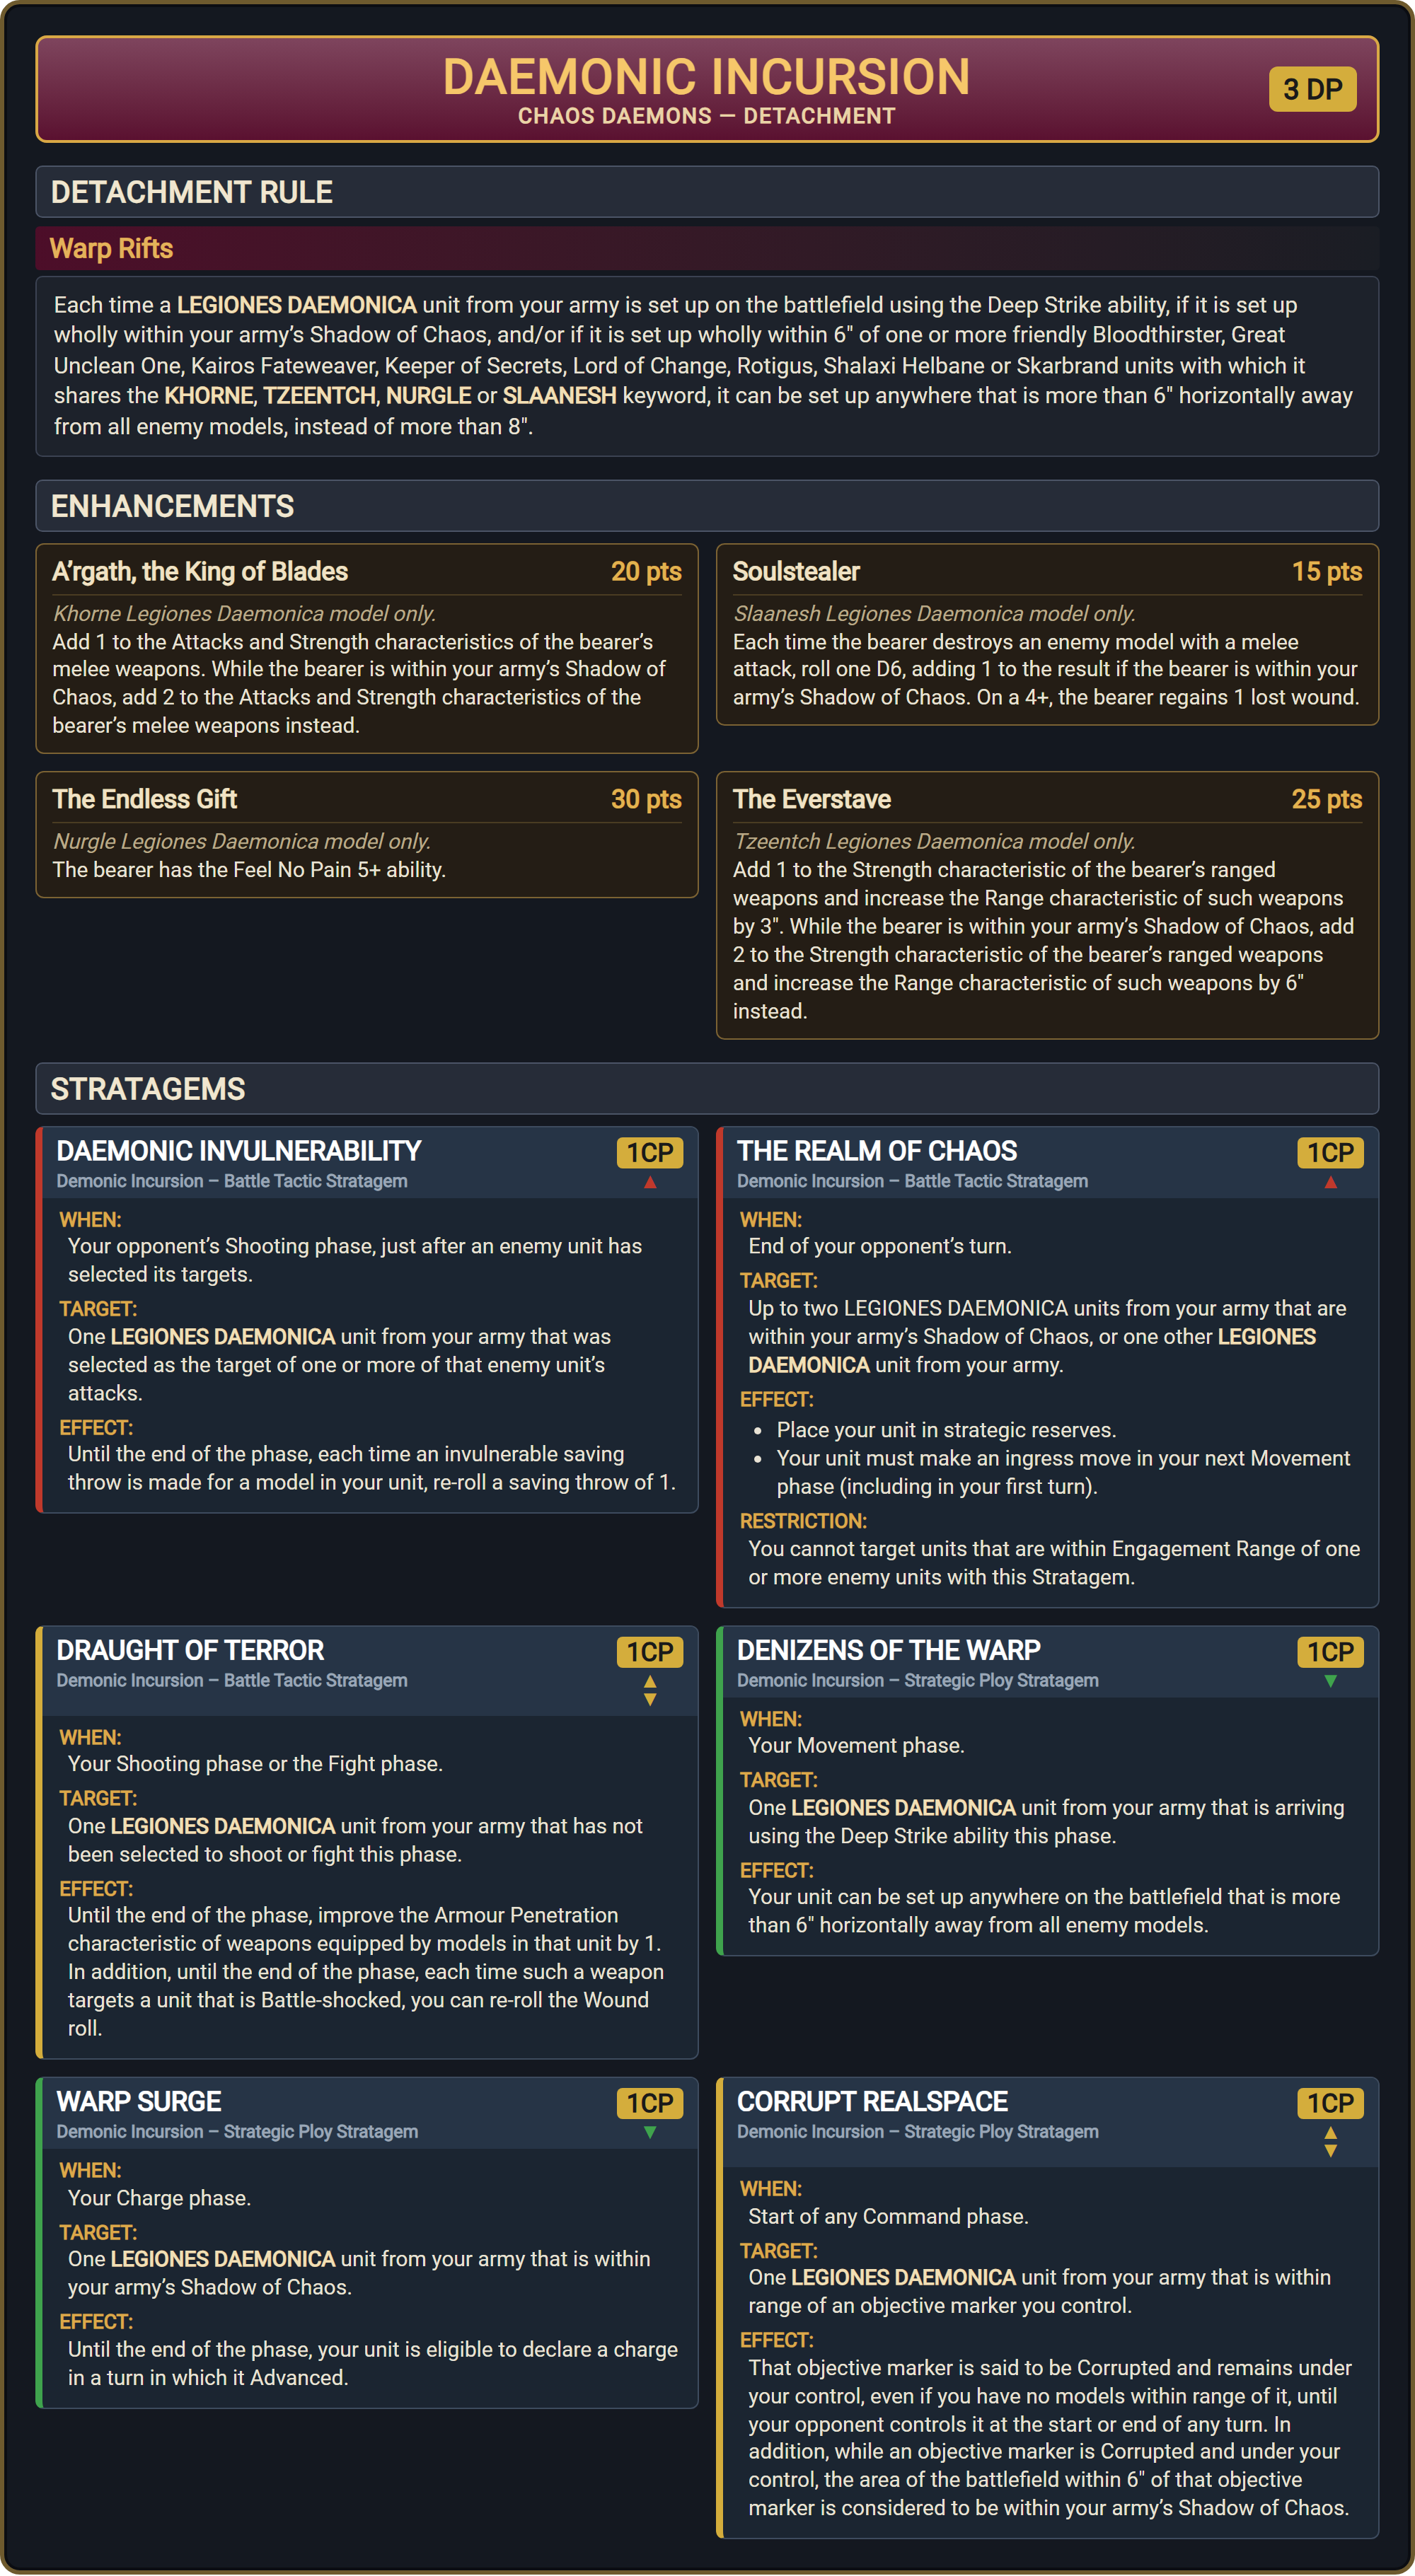 DAEMONIC INCURSION
CHAOS DAEMONS — DETACHMENT
3 DP
DETACHMENT RULE
Warp Rifts
Each time a LEGIONES DAEMONICA unit from your army is set up on the battlefield using the Deep Strike ability, if it is set up
wholly within your army’s Shadow of Chaos, and/or if it is set up wholly within 6" of one or more friendly Bloodthirster, Great
Unclean One, Kairos Fateweaver, Keeper of Secrets, Lord of Change, Rotigus, Shalaxi Helbane or Skarbrand units with which it
shares the KHORNE, TZEENTCH, NURGLE or SLAANESH keyword, it can be set up anywhere that is more than 6" horizontally away
from all enemy models, instead of more than 8".
ENHANCEMENTS
A’rgath, the King of Blades
20 pts
Khorne Legiones Daemonica model only.
Add 1 to the Attacks and Strength characteristics of the bearer’s
melee weapons. While the bearer is within your army’s Shadow of
Chaos, add 2 to the Attacks and Strength characteristics of the
bearer’s melee weapons instead.
Soulstealer
15 pts
Slaanesh Legiones Daemonica model only.
Each time the bearer destroys an enemy model with a melee
attack, roll one D6, adding 1 to the result if the bearer is within your
army’s Shadow of Chaos. On a 4+, the bearer regains 1 lost wound.
The Endless Gift
30 pts
Nurgle Legiones Daemonica model only.
The bearer has the Feel No Pain 5+ ability.
The Everstave
25 pts
Tzeentch Legiones Daemonica model only.
Add 1 to the Strength characteristic of the bearer’s ranged
weapons and increase the Range characteristic of such weapons
by 3". While the bearer is within your army’s Shadow of Chaos, add
2 to the Strength characteristic of the bearer’s ranged weapons
and increase the Range characteristic of such weapons by 6"
instead.
STRATAGEMS
DAEMONIC INVULNERABILITY
1CP
Demonic Incursion – Battle Tactic Stratagem
▲
WHEN:
Your opponent’s Shooting phase, just after an enemy unit has
selected its targets.
TARGET:
One LEGIONES DAEMONICA unit from your army that was
selected as the target of one or more of that enemy unit’s
attacks.
EFFECT:
Until the end of the phase, each time an invulnerable saving
throw is made for a model in your unit, re-roll a saving throw of 1.
THE REALM OF CHAOS
1CP
Demonic Incursion – Battle Tactic Stratagem
▲
WHEN:
End of your opponent’s turn.
TARGET:
Up to two LEGIONES DAEMONICA units from your army that are
within your army’s Shadow of Chaos, or one other LEGIONES
DAEMONICA unit from your army.
EFFECT:
• Place your unit in strategic reserves.
• Your unit must make an ingress move in your next Movement
phase (including in your first turn).
RESTRICTION:
You cannot target units that are within Engagement Range of one
or more enemy units with this Stratagem.
DRAUGHT OF TERROR
1CP
Demonic Incursion – Battle Tactic Stratagem
▲
▼
WHEN:
Your Shooting phase or the Fight phase.
TARGET:
One LEGIONES DAEMONICA unit from your army that has not
been selected to shoot or fight this phase.
EFFECT:
Until the end of the phase, improve the Armour Penetration
characteristic of weapons equipped by models in that unit by 1.
In addition, until the end of the phase, each time such a weapon
targets a unit that is Battle-shocked, you can re-roll the Wound
roll.
DENIZENS OF THE WARP
1CP
Demonic Incursion – Strategic Ploy Stratagem
▼
WHEN:
Your Movement phase.
TARGET:
One LEGIONES DAEMONICA unit from your army that is arriving
using the Deep Strike ability this phase.
EFFECT:
Your unit can be set up anywhere on the battlefield that is more
than 6" horizontally away from all enemy models.
WARP SURGE
1CP
Demonic Incursion – Strategic Ploy Stratagem
▼
WHEN:
Your Charge phase.
TARGET:
One LEGIONES DAEMONICA unit from your army that is within
your army’s Shadow of Chaos.
EFFECT:
Until the end of the phase, your unit is eligible to declare a charge
in a turn in which it Advanced.
CORRUPT REALSPACE
1CP
Demonic Incursion – Strategic Ploy Stratagem
▲
▼
WHEN:
Start of any Command phase.
TARGET:
One LEGIONES DAEMONICA unit from your army that is within
range of an objective marker you control.
EFFECT:
That objective marker is said to be Corrupted and remains under
your control, even if you have no models within range of it, until
your opponent controls it at the start or end of any turn. In
addition, while an objective marker is Corrupted and under your
control, the area of the battlefield within 6" of that objective
marker is considered to be within your army’s Shadow of Chaos.